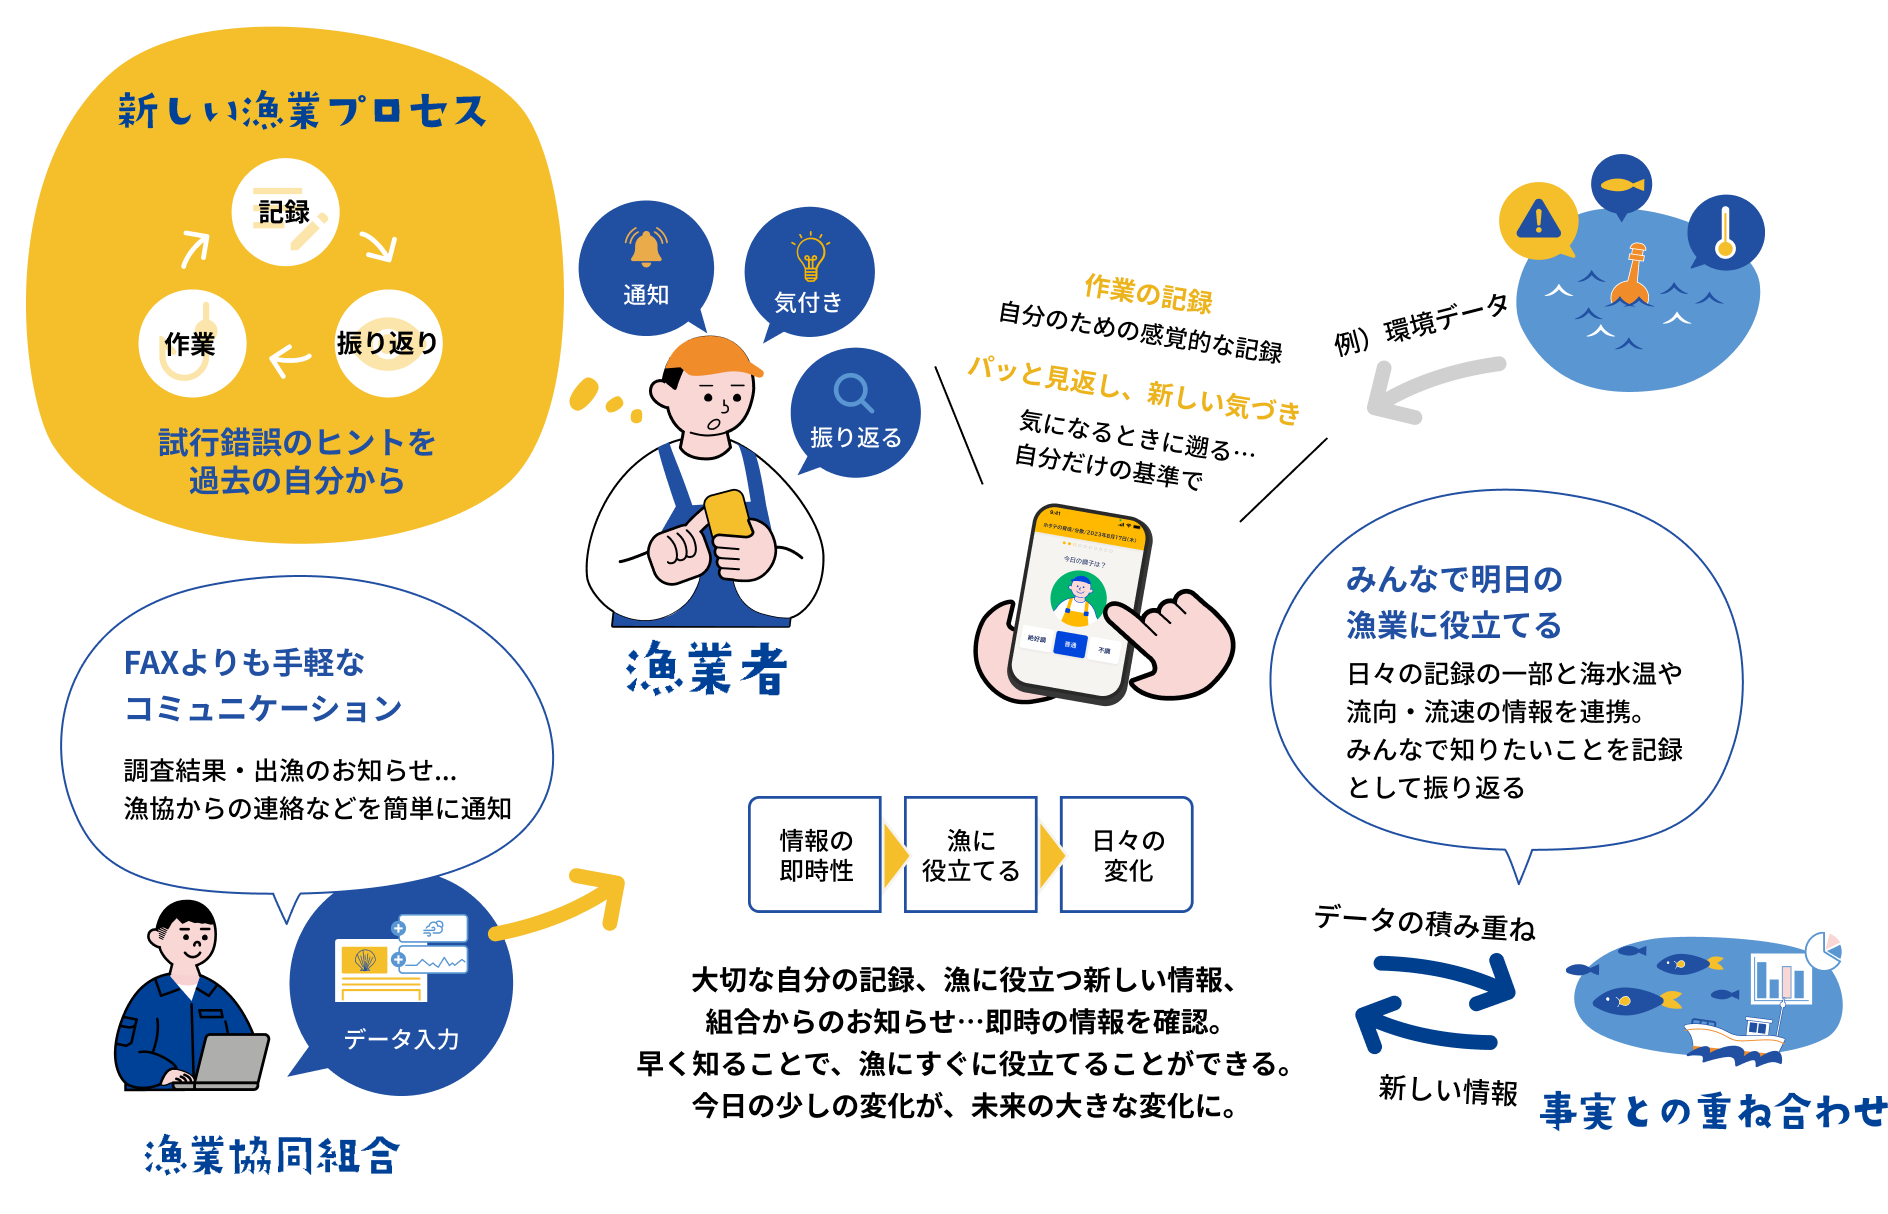 新しい漁業プロセス
記録
作業
振り返り
試行錯誤のヒントを
過去の自分から
通知
気付き
振り返る
漁業者
作業の記録
自分のための感覚的な記録
パッと見返し、新しい気づき
気になるときに遡る…
自分だけの基準で
9:41
今日の調子は？
絶好調
普通
不調
例）環境データ
FAXよりも手軽な
コミュニケーション
調査結果・出漁のお知らせ...
漁協からの連絡などを簡単に通知
データ入力
漁業協同組合
情報の
即時性
漁に
役立てる
日々の
変化
大切な自分の記録、漁に役立つ新しい情報、
組合からのお知らせ…即時の情報を確認。
早く知ることで、漁にすぐに役立てることができる。
今日の少しの変化が、未来の大きな変化に。
みんなで明日の
漁業に役立てる
日々の記録の一部と海水温や
流向・流速の情報を連携。
みんなで知りたいことを記録
として振り返る
データの積み重ね
新しい情報
事実との重ね合わせ